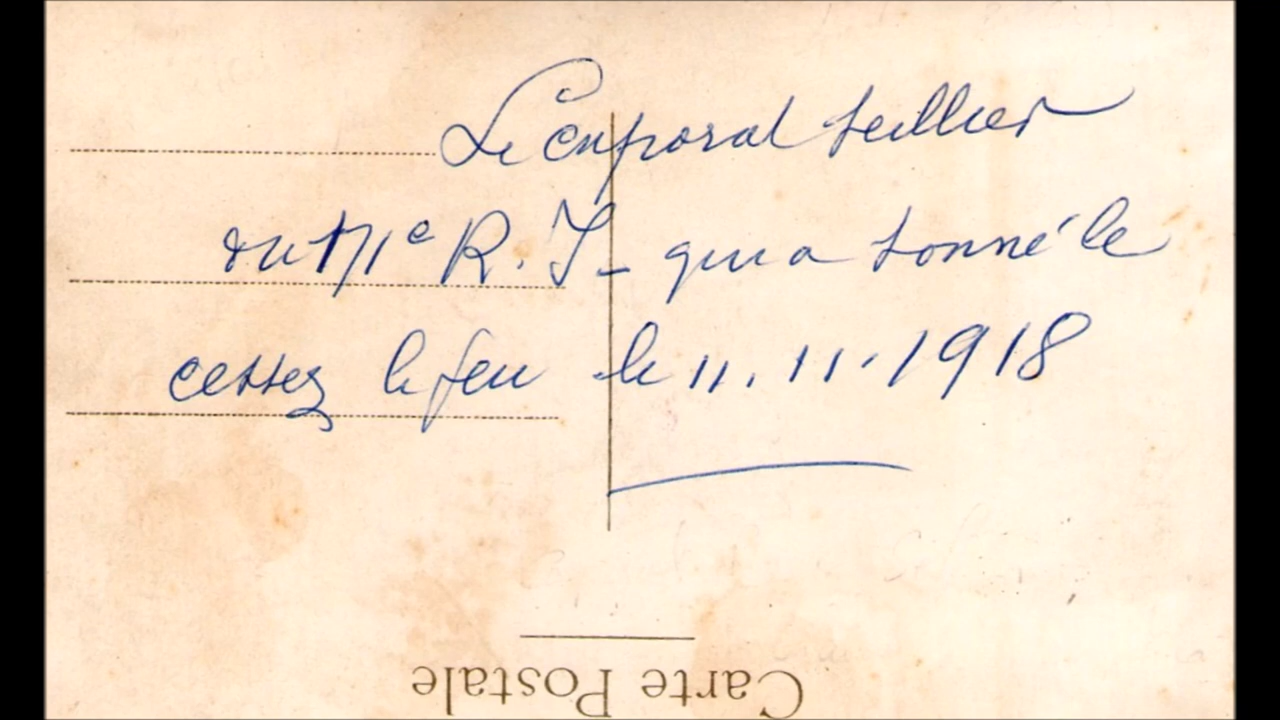 Le caporal Sellier
du 171e R.I - qui a sonné le
cessez le feu le 11.11.1918
Carte Postale